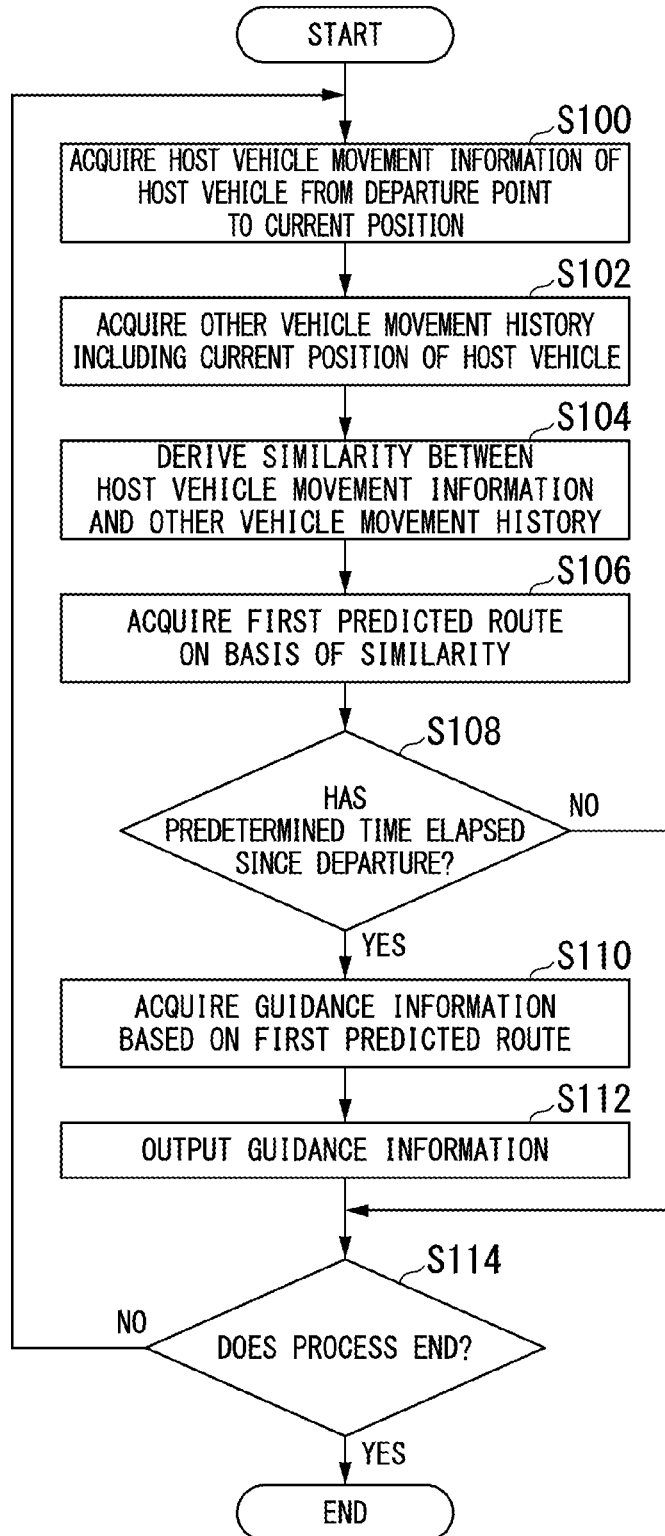 START
S100
ACQUIRE HOST VEHICLE MOVEMENT INFORMATION OF
HOST VEHICLE FROM DEPARTURE POINT
TO CURRENT POSITION
S102
ACQUIRE OTHER VEHICLE MOVEMENT HISTORY
INCLUDING CURRENT POSITION OF HOST VEHICLE
S104
DERIVE SIMILARITY BETWEEN
HOST VEHICLE MOVEMENT INFORMATION
AND OTHER VEHICLE MOVEMENT HISTORY
S106
ACQUIRE FIRST PREDICTED ROUTE
ON BASIS OF SIMILARITY
S108
HAS
PREDETERMINED TIME ELAPSED
SINCE DEPARTURE?
NO
YES
S110
ACQUIRE GUIDANCE INFORMATION
BASED ON FIRST PREDICTED ROUTE
S112
OUTPUT GUIDANCE INFORMATION
S114
NO
DOES PROCESS END?
YES
END